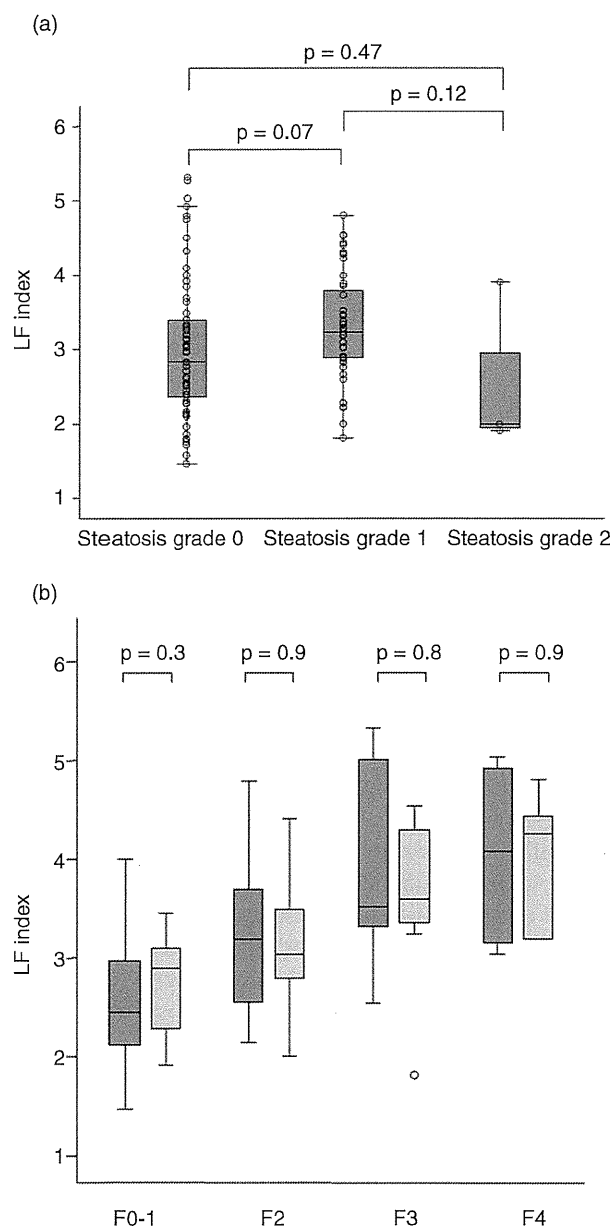 (a)
p = 0.47
p = 0.12
p = 0.07
6
5
4
3
2
1
LF index
Steatosis grade 0 Steatosis grade 1 Steatosis grade 2
(b)
p = 0.3 p = 0.9 p = 0.8 p = 0.9
6
5
4
3
2
1
LF index
F0-1 F2 F3 F4